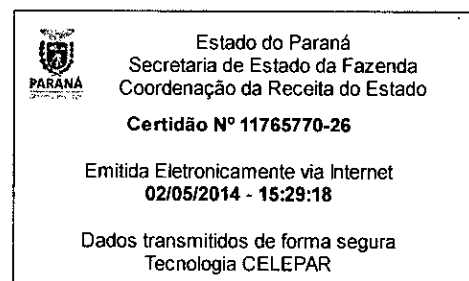 PARANÁ
Estado do Paraná
Secretaria de Estado da Fazenda
Coordenação da Receita do Estado
Certidão Nº 11765770-26
Emitida Eletronicamente via Internet
02/05/2014 - 15:29:18
Dados transmitidos de forma segura
Tecnologia CELEPAR